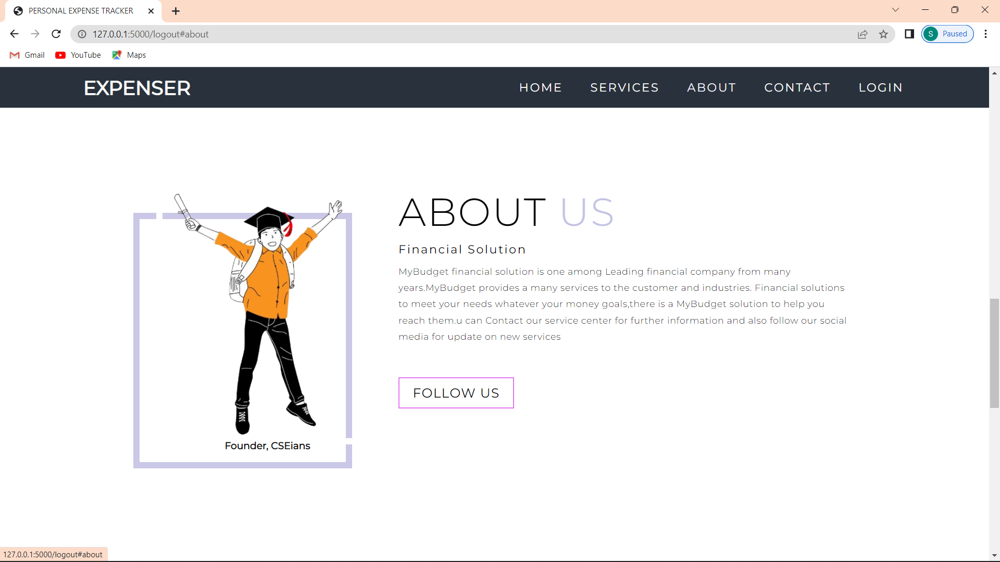 PERSONAL EXPENSE TRACKER
127.0.0.1:5000/logout#about
S Paused
Gmail YouTube Maps
EXPENSER HOME SERVICES ABOUT CONTACT LOGIN
ABOUT US
Financial Solution
MyBudget financial solution is one among Leading financial company from many
years.MyBudget provides a many services to the customer and industries. Financial solutions
to meet your needs whatever your money goals,there is a MyBudget solution to help you
reach them.u can Contact our service center for further information and also follow our social
media for update on new services
FOLLOW US
Founder, CSEians
127.0.0.1:5000/logout#about